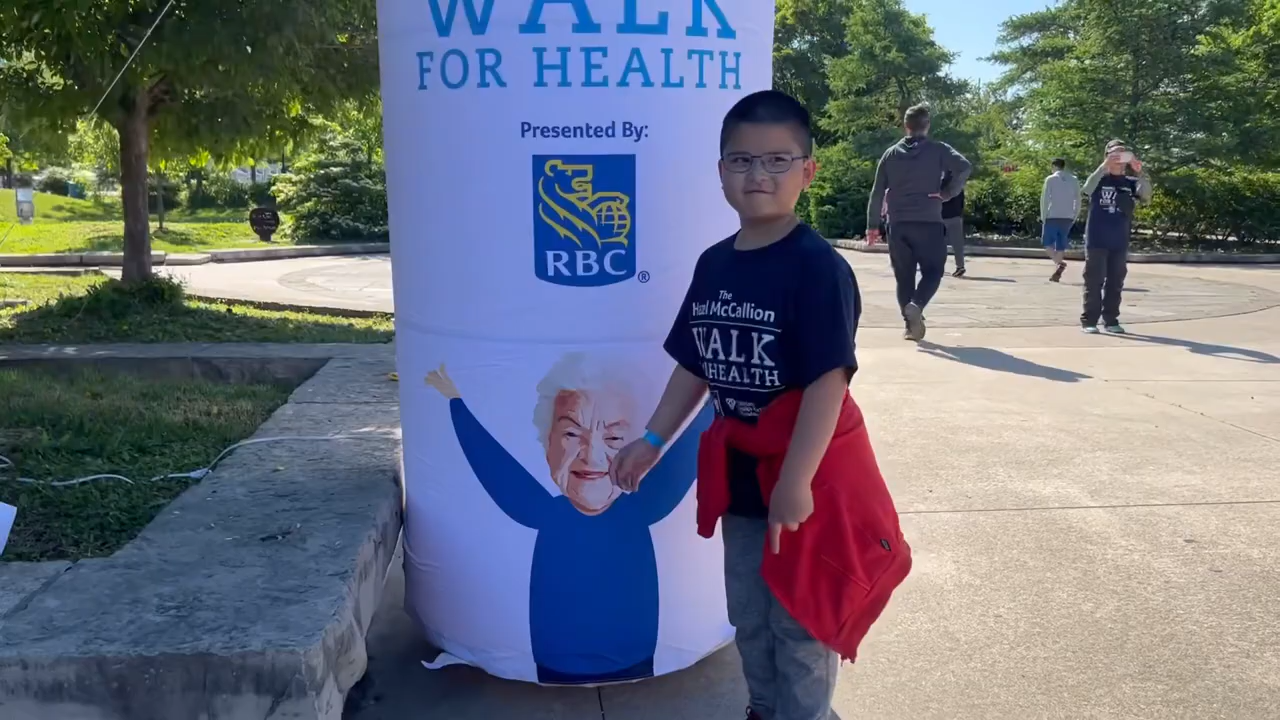 WALK
FOR HEALTH
Presented By:
RBC®
The
Hazel McCallion
WALK
HEALTH